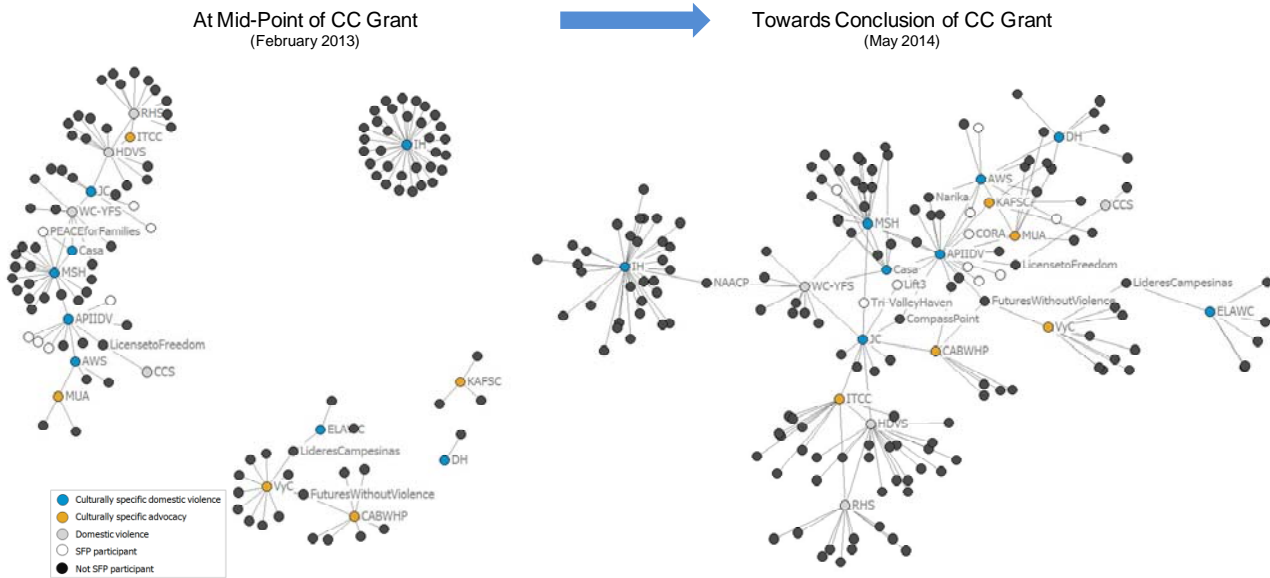 At Mid-Point of CC Grant
(February 2013)
Towards Conclusion of CC Grant
(May 2014)
RHS
ITCC
HDVS
JC
WC-YFS
PEACEforFamilies
Casa
MSH
APIIDV
LicensetoFreedom
AWS
CCS
MUA
IH
KAFSC
ELAWC
DH
LideresCampesinas
VyC
FuturesWithoutViolence
CABWHP
Culturally specific domestic violence
Culturally specific advocacy
Domestic violence
SFP participant
Not SFP participant
DH
AWS
Narika
KAFSC
CCS
MSH
CORA
MUA
APIIDV
IH
Casa
LicensetoFreedom
NAACP
WC-YFS
Lift3
LideresCampesinas
Tri-ValleyHaven
FuturesWithoutViolence
ELAWC
CompassPoint
VyC
JC
CABWHP
ITCC
HDVS
RHS